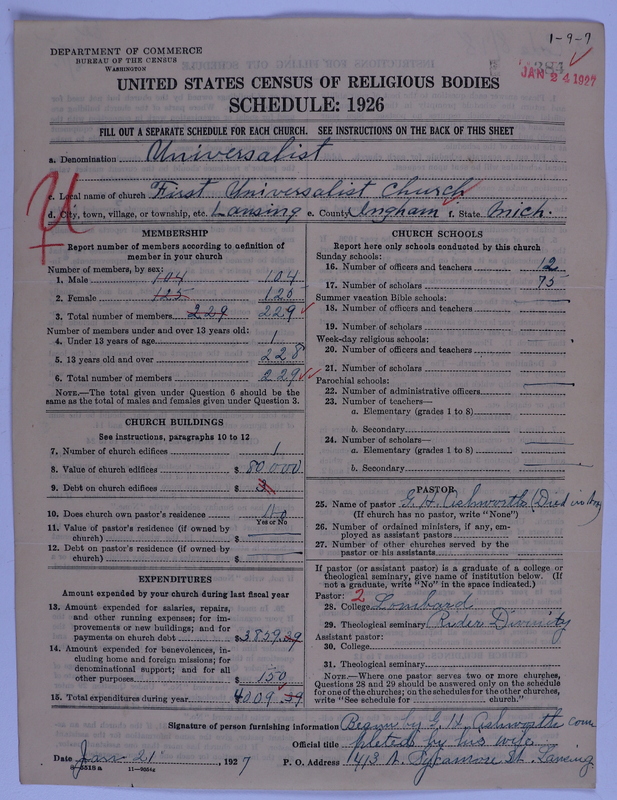 1-9-7
DEPARTMENT OF COMMERCE
BUREAU OF THE CENSUS
WASHINGTON
JAN 24 1927
UNITED STATES CENSUS OF RELIGIOUS BODIES
SCHEDULE: 1926
FILL OUT A SEPARATE SCHEDULE FOR EACH CHURCH. SEE INSTRUCTIONS ON THE BACK OF THIS SHEET
a. Denomination Universalist
c. Local name of church First Universalist Church
d. City, town, village, or township, etc. Lansing e. County Ingham f. State Mich.
MEMBERSHIP
Report number of members according to definition of
member in your church
Number of members, by sex:
1. Male 104 104
2. Female 125 125
3. Total number of members 229 229
Number of members under and over 13 years old:
4. Under 13 years of age 1
5. 13 years old and over 228
6. Total number of members 229
NOTE.—The total given under Question 6 should be the
same as the total of males and females given under Question 3.
CHURCH BUILDINGS
See instructions, paragraphs 10 to 12
7. Number of church edifices 1
8. Value of church edifices $ 80,000
9. Debt on church edifices $
10. Does church own pastor's residence No
Yes or No
11. Value of pastor's residence (if owned by
church) $
12. Debt on pastor's residence (if owned by
church) $
EXPENDITURES
Amount expended by your church during last fiscal year
13. Amount expended for salaries, repairs,
and other running expenses; for im-
provements or new buildings; and for
payments on church debt $3859.29
14. Amount expended for benevolences, in-
cluding home and foreign missions; for
denominational support; and for all
other purposes $ 150
15. Total expenditures during year $4009.59
CHURCH SCHOOLS
Report here only schools conducted by this church
Sunday schools:
16. Number of officers and teachers 12
17. Number of scholars 75
Summer vacation Bible schools:
18. Number of officers and teachers
19. Number of scholars
Week-day religious schools:
20. Number of officers and teachers
21. Number of scholars
Parochial schools:
22. Number of administrative officers
23. Number of teachers—
a. Elementary (grades 1 to 8)
b. Secondary
24. Number of scholars—
a. Elementary (grades 1 to 8)
b. Secondary
PASTOR
25. Name of pastor G. H. Ashworth (Died
(If church has no pastor, write "None")
26. Number of ordained ministers, if any, em-
ployed as assistant pastors
27. Number of other churches served by the
pastor or his assistants
If pastor (or assistant pastor) is a graduate of a college or
theological seminary, give name of institution below. (If
not a graduate, write "No" in the space indicated.)
Pastor: 2
28. College Lombard
29. Theological seminary Rider Divinity
Assistant pastor:
30. College
31. Theological seminary
NOTE.—Where one pastor serves two or more churches,
Questions 28 and 29 should be answered only on the schedule
for one of the churches; on the schedules for the other churches,
write "See schedule for church."
Signature of person furnishing information Begun by G. H. Ashworth com
Official title pleted by his wife.
Date Jan 21 1927 P. O. Address 1413 N. Sycamore St. Lansing
8-5518 a 11-9054